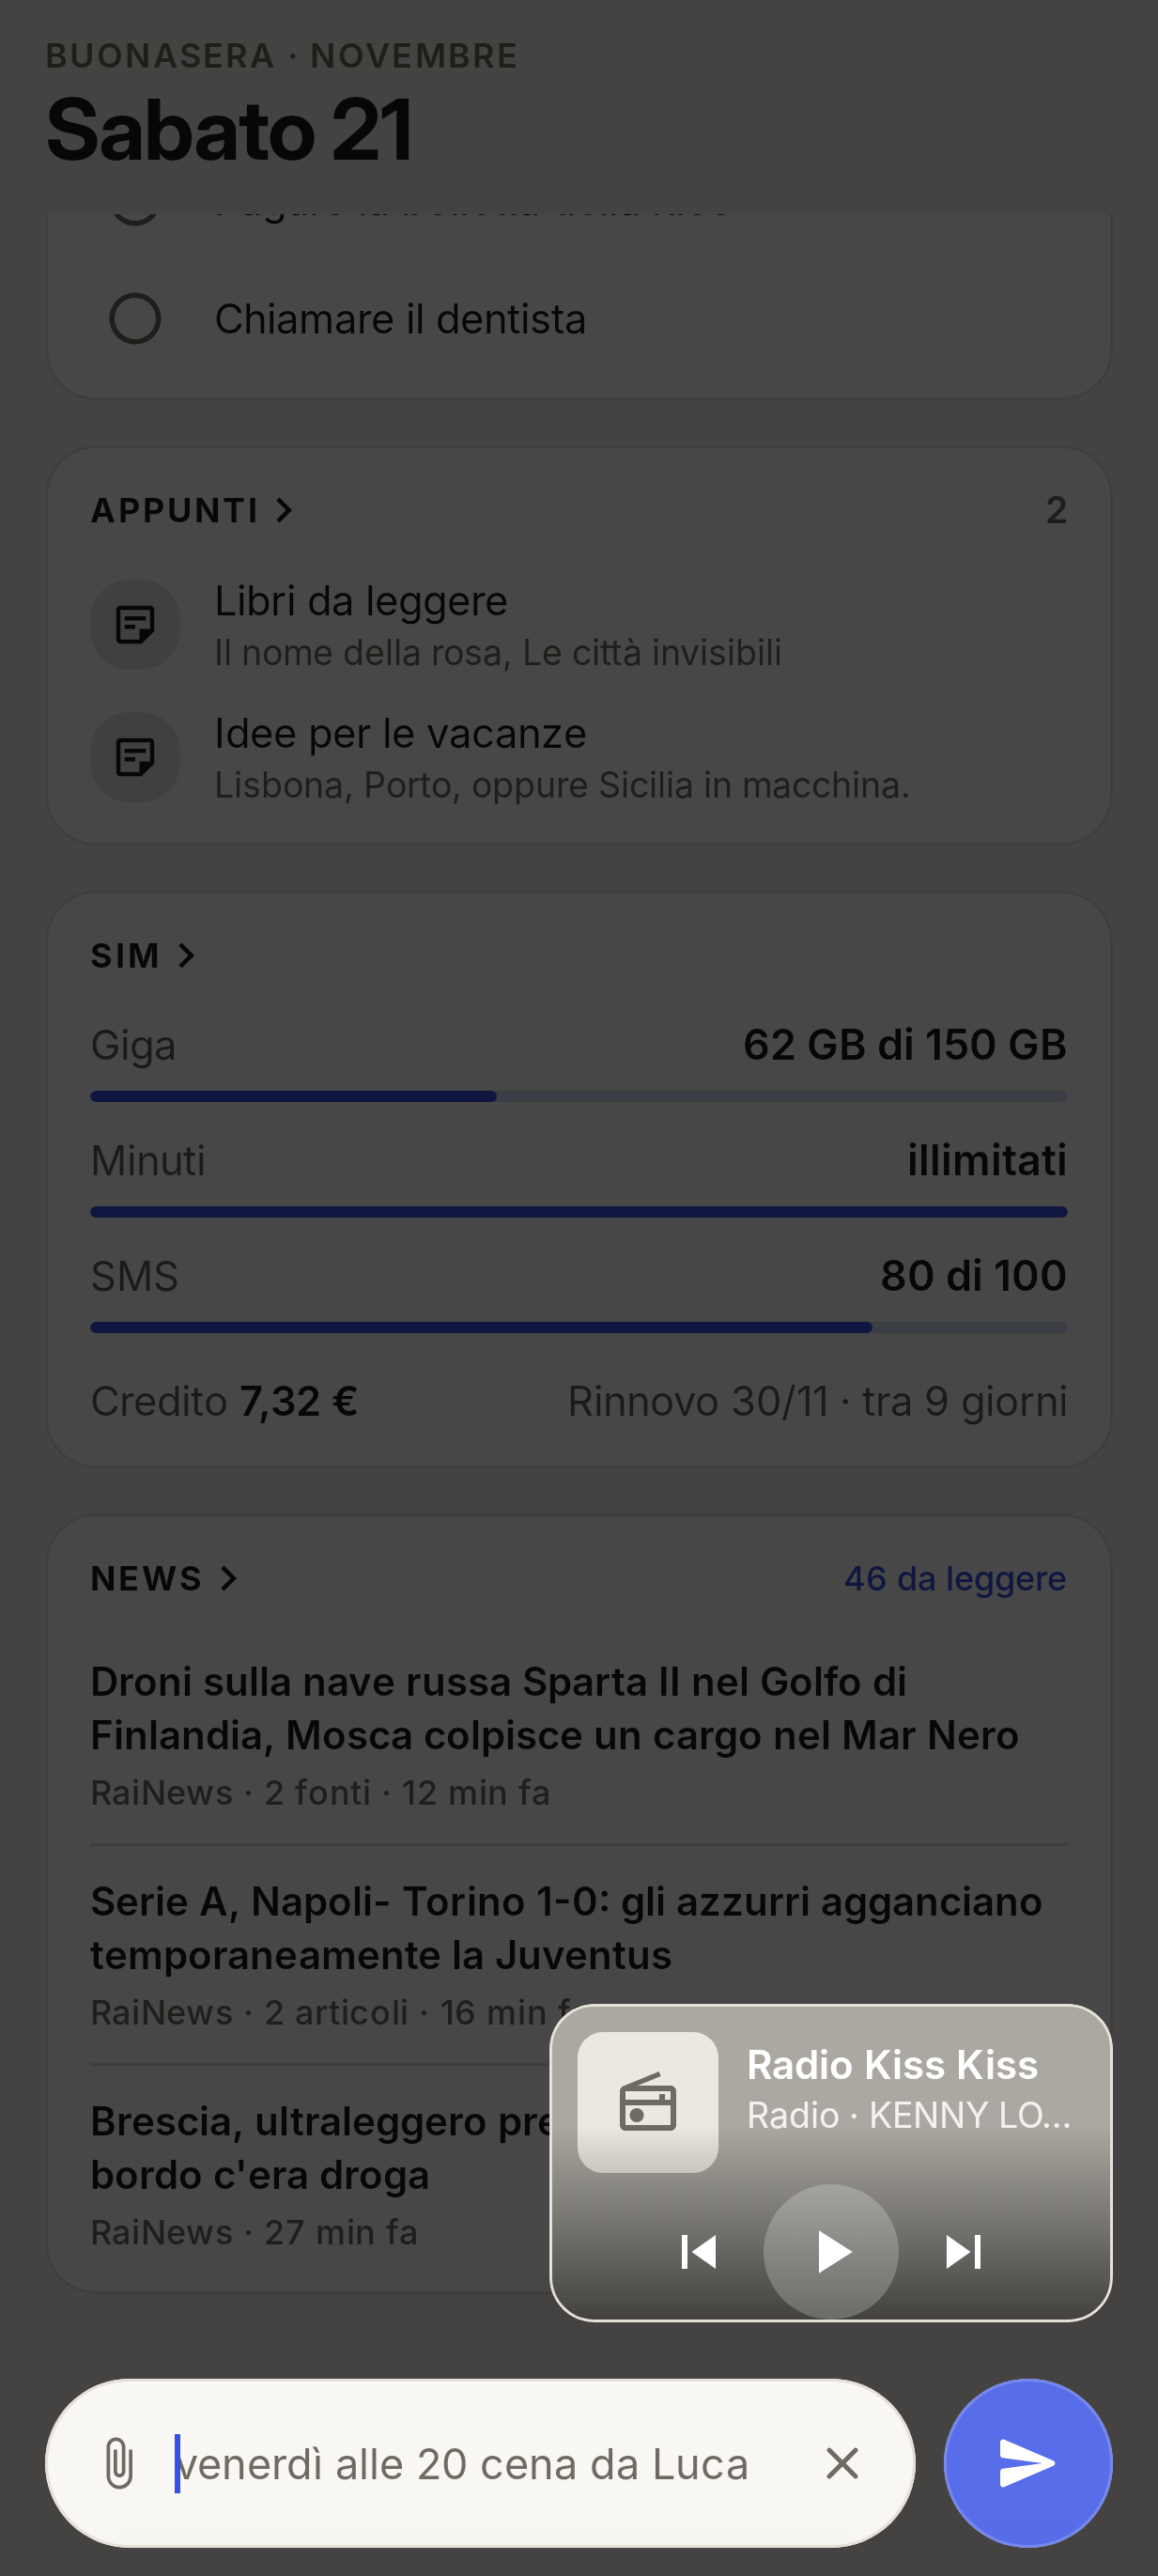 BUONASERA · NOVEMBRE
Sabato 21
Chiamare il dentista
APPUNTI
2
Libri da leggere
Il nome della rosa, Le città invisibili
Idee per le vacanze
Lisbona, Porto, oppure Sicilia in macchina.
SIM
Giga 62 GB di 150 GB
Minuti illimitati
SMS 80 di 100
Credito 7,32 € Rinnovo 30/11 · tra 9 giorni
NEWS 46 da leggere
Droni sulla nave russa Sparta II nel Golfo di
Finlandia, Mosca colpisce un cargo nel Mar Nero
RaiNews · 2 fonti · 12 min fa
Serie A, Napoli- Torino 1-0: gli azzurri agganciano
temporaneamente la Juventus
RaiNews · 2 articoli · 16 min f
Brescia, ultraleggero pre
bordo c'era droga
RaiNews · 27 min fa
Radio Kiss Kiss
Radio · KENNY LO...
venerdì alle 20 cena da Luca